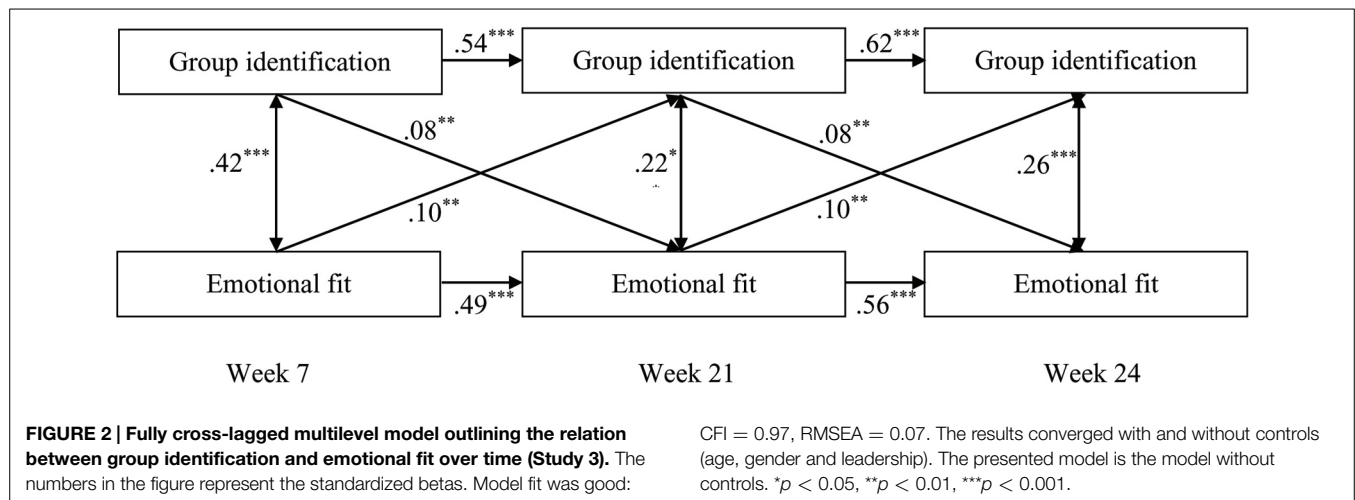 .54*** .62***
Group identification Group identification Group identification
.08** .08**
.42*** .22* .26***
*
.10** .10**
Emotional fit Emotional fit Emotional fit
.49*** .56***
Week 7 Week 21 Week 24
FIGURE 2 | Fully cross-lagged multilevel model outlining the relation
between group identification and emotional fit over time (Study 3). The
numbers in the figure represent the standardized betas. Model fit was good:
CFI = 0.97, RMSEA = 0.07. The results converged with and without controls
(age, gender and leadership). The presented model is the model without
controls. *p < 0.05, **p < 0.01, ***p < 0.001.